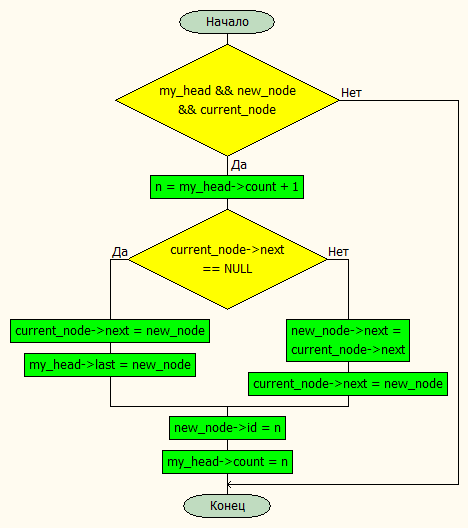 Начало
my_head && new_node
&& current_node
Нет
Да
n = my_head->count + 1
current_node->next
== NULL
Да
Нет
current_node->next = new_node
my_head->last = new_node
new_node->next =
current_node->next
current_node->next = new_node
new_node->id = n
my_head->count = n
Конец